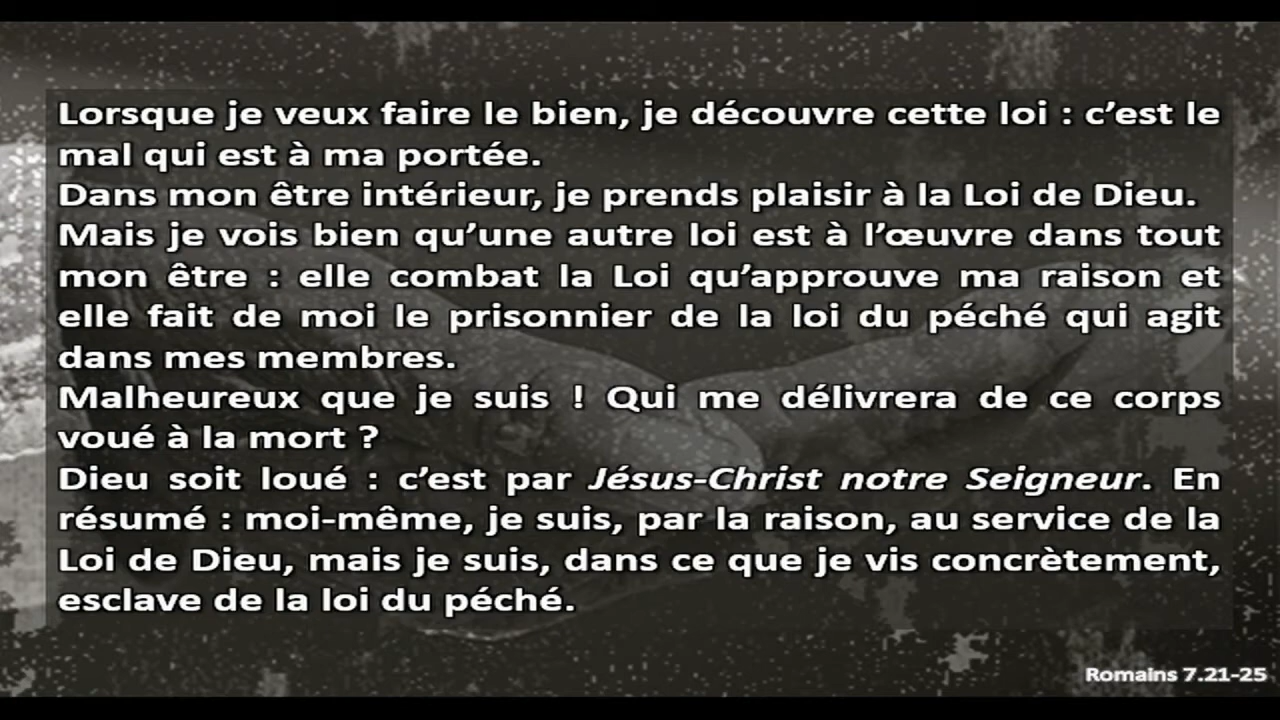 Lorsque je veux faire le bien, je découvre cette loi : c’est le
mal qui est à ma portée.
Dans mon être intérieur, je prends plaisir à la Loi de Dieu.
Mais je vois bien qu’une autre loi est à l’œuvre dans tout
mon être : elle combat la Loi qu’approuve ma raison et
elle fait de moi le prisonnier de la loi du péché qui agit
dans mes membres.
Malheureux que je suis ! Qui me délivrera de ce corps
voué à la mort ?
Dieu soit loué : c’est par Jésus-Christ notre Seigneur. En
résumé : moi-même, je suis, par la raison, au service de la
Loi de Dieu, mais je suis, dans ce que je vis concrètement,
esclave de la loi du péché.
Romains 7.21-25